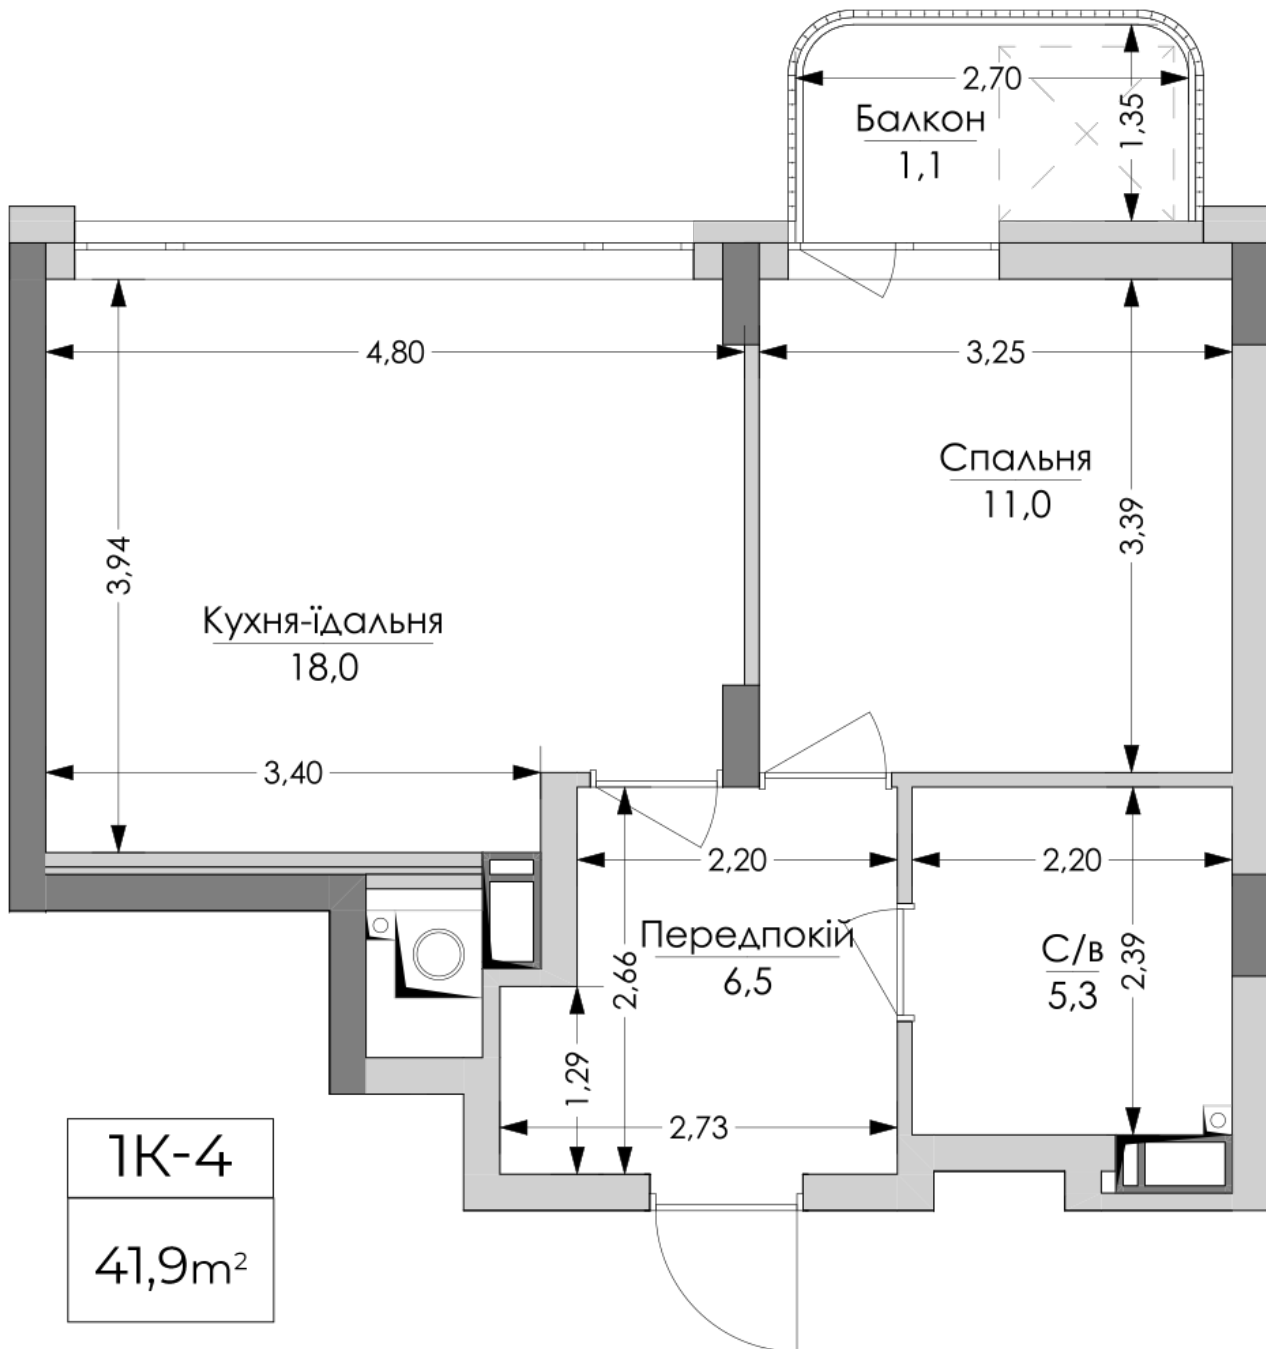 2,70
1,35
Балкон
1,1
4,80
3,25
Спальня
11,0
3,39
3,94
Кухня-їдальня
18,0
3,40
2,20
2,20
Передпокій
6,5
2,66
С/в
5,3
2,39
1,29
2,73
1К-4
41,9m²